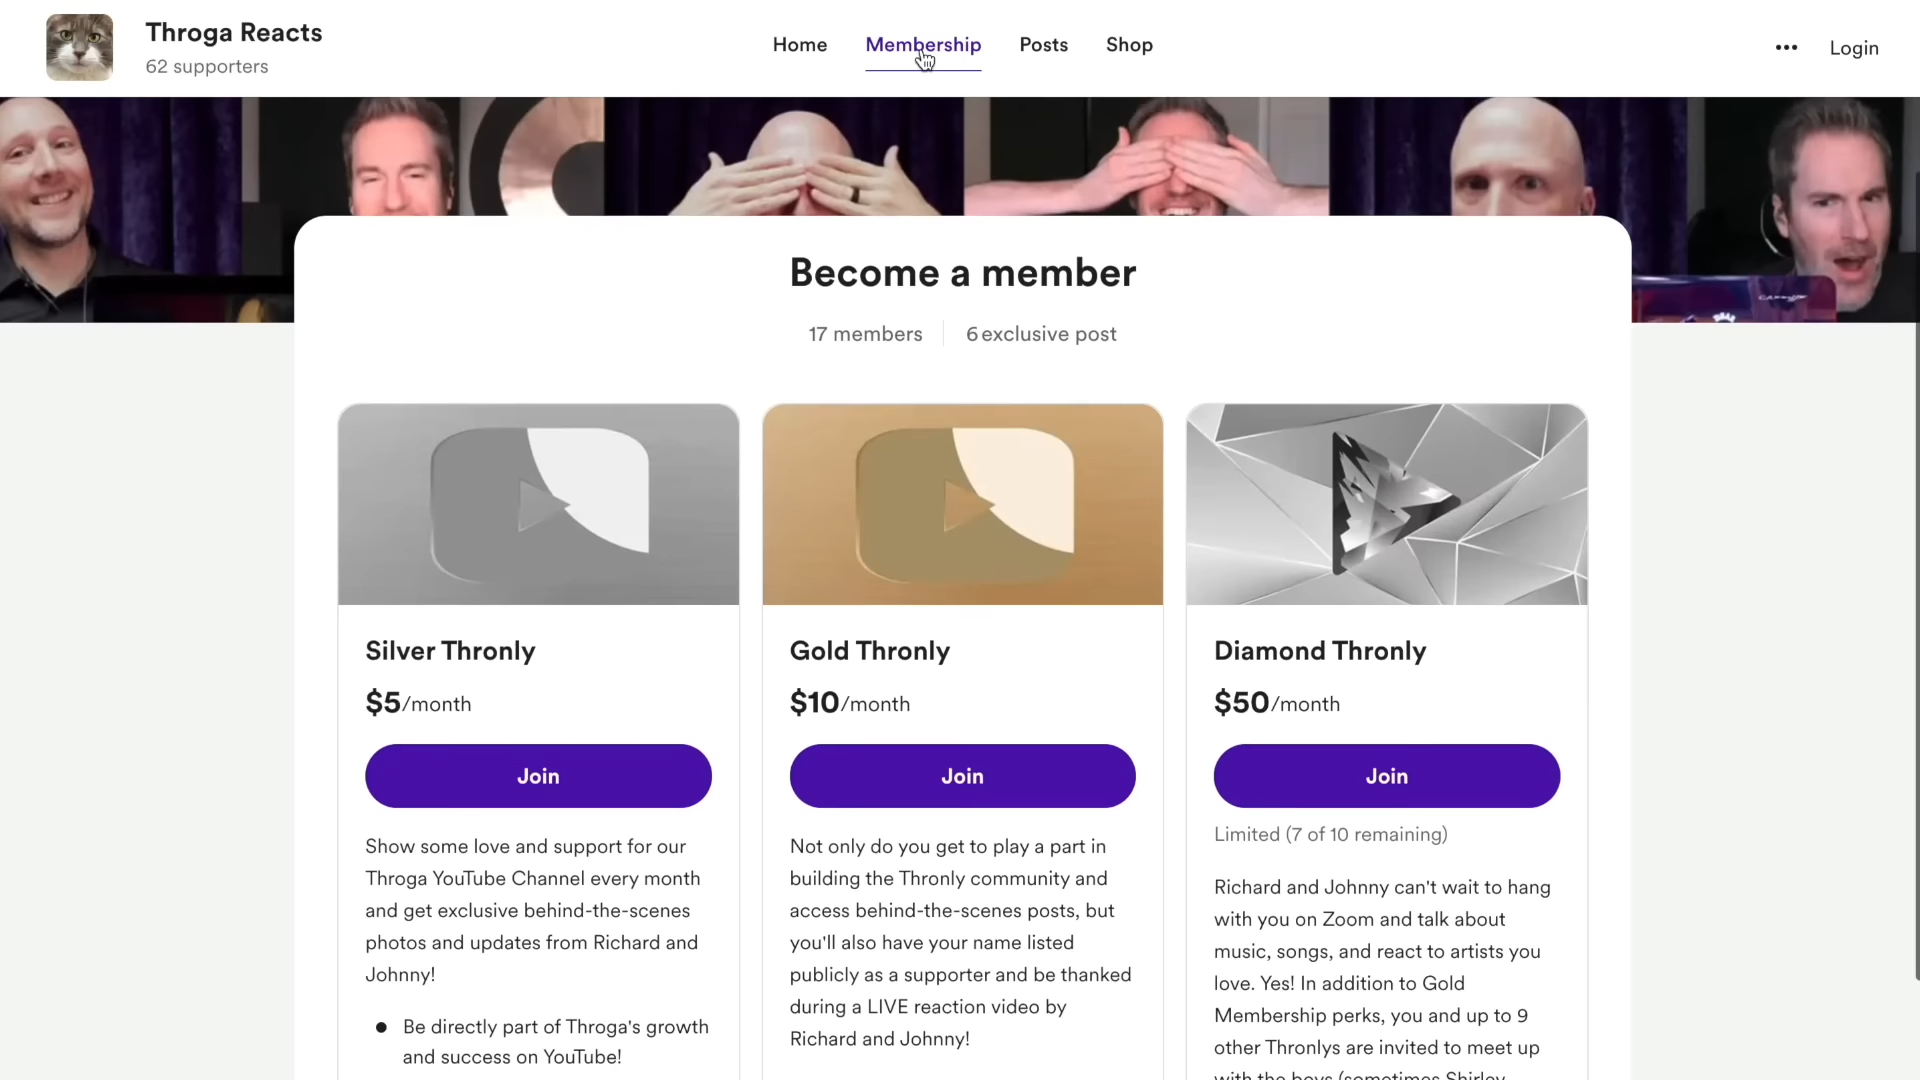 Throga Reacts
62 supporters
Home
Membership
Posts
Shop
•••
Login
Become a member
17 members
6 exclusive post
Silver Thronly
$5/month
Join
Show some love and support for our
Throga YouTube Channel every month
and get exclusive behind-the-scenes
photos and updates from Richard and
Johnny!
● Be directly part of Throga's growth
and success on YouTube!
Gold Thronly
$10/month
Join
Not only do you get to play a part in
building the Thronly community and
access behind-the-scenes posts, but
you'll also have your name listed
publicly as a supporter and be thanked
during a LIVE reaction video by
Richard and Johnny!
Diamond Thronly
$50/month
Join
Limited (7 of 10 remaining)
Richard and Johnny can't wait to hang
with you on Zoom and talk about
music, songs, and react to artists you
love. Yes! In addition to Gold
Membership perks, you and up to 9
other Thronlys are invited to meet up
with the boys (sometimes Shirley